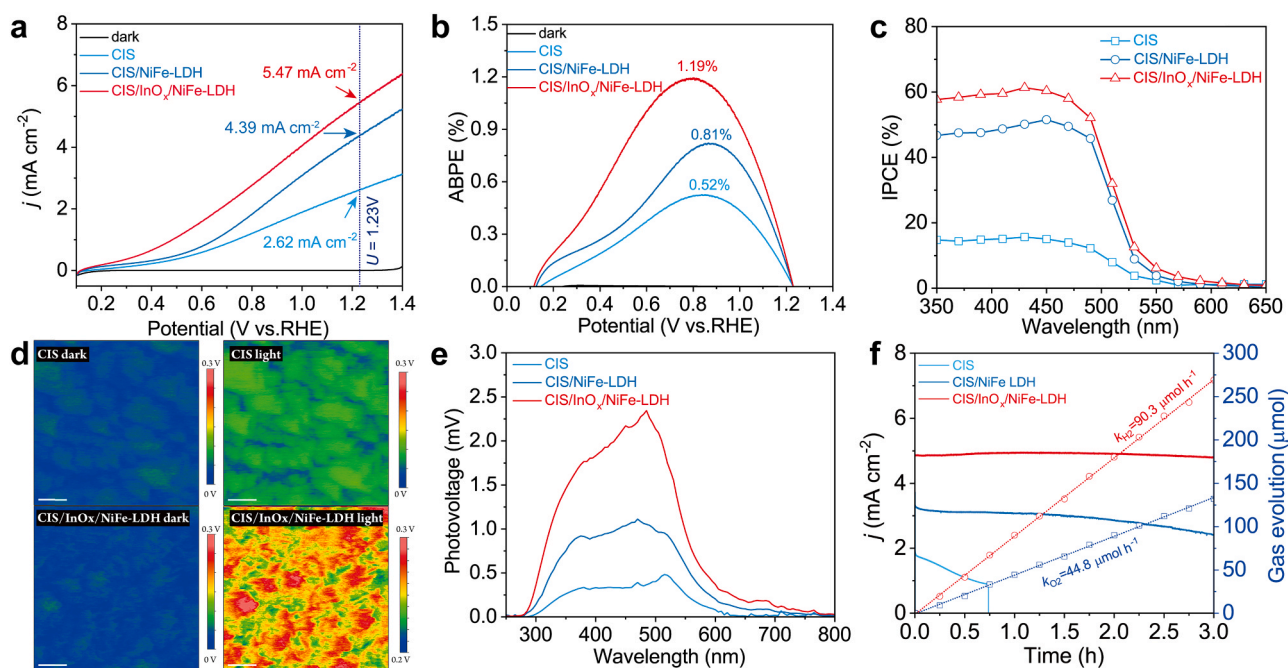 a
dark
CIS
CIS/NiFe-LDH
CIS/InOx/NiFe-LDH
5.47 mA cm-2
4.39 mA cm-2
2.62 mA cm-2
U = 1.23V
j (mA cm-2)
8
6
4
2
0
0.2 0.4 0.6 0.8 1.0 1.2 1.4
Potential (V vs.RHE)
b
dark
CIS
CIS/NiFe-LDH
CIS/InOx/NiFe-LDH
1.19%
0.81%
0.52%
ABPE (%)
1.5
1.2
0.9
0.6
0.3
0.0
0.0 0.2 0.4 0.6 0.8 1.0 1.2 1.4
Potential (V vs.RHE)
c
CIS
CIS/NiFe-LDH
CIS/InOx/NiFe-LDH
IPCE (%)
80
60
40
20
0
350 400 450 500 550 600 650
Wavelength (nm)
d
CIS dark
0.3 V
0 V
CIS light
0.3 V
0 V
CIS/InOx/NiFe-LDH dark
0.3 V
0 V
CIS/InOx/NiFe-LDH light
0.3 V
0.2 V
e
CIS
CIS/NiFe-LDH
CIS/InOx/NiFe-LDH
Photovoltage (mV)
3.0
2.5
2.0
1.5
1.0
0.5
0.0
300 400 500 600 700 800
Wavelength (nm)
f
CIS
CIS/NiFe LDH
CIS/InOx/NiFe-LDH
kH2=90.3 μmol h-1
kO2=44.8 μmol h-1
j (mA cm-2)
8
6
4
2
0
0.0 0.5 1.0 1.5 2.0 2.5 3.0
Time (h)
300
250
200
150
100
50
0
Gas evolution (μmol)